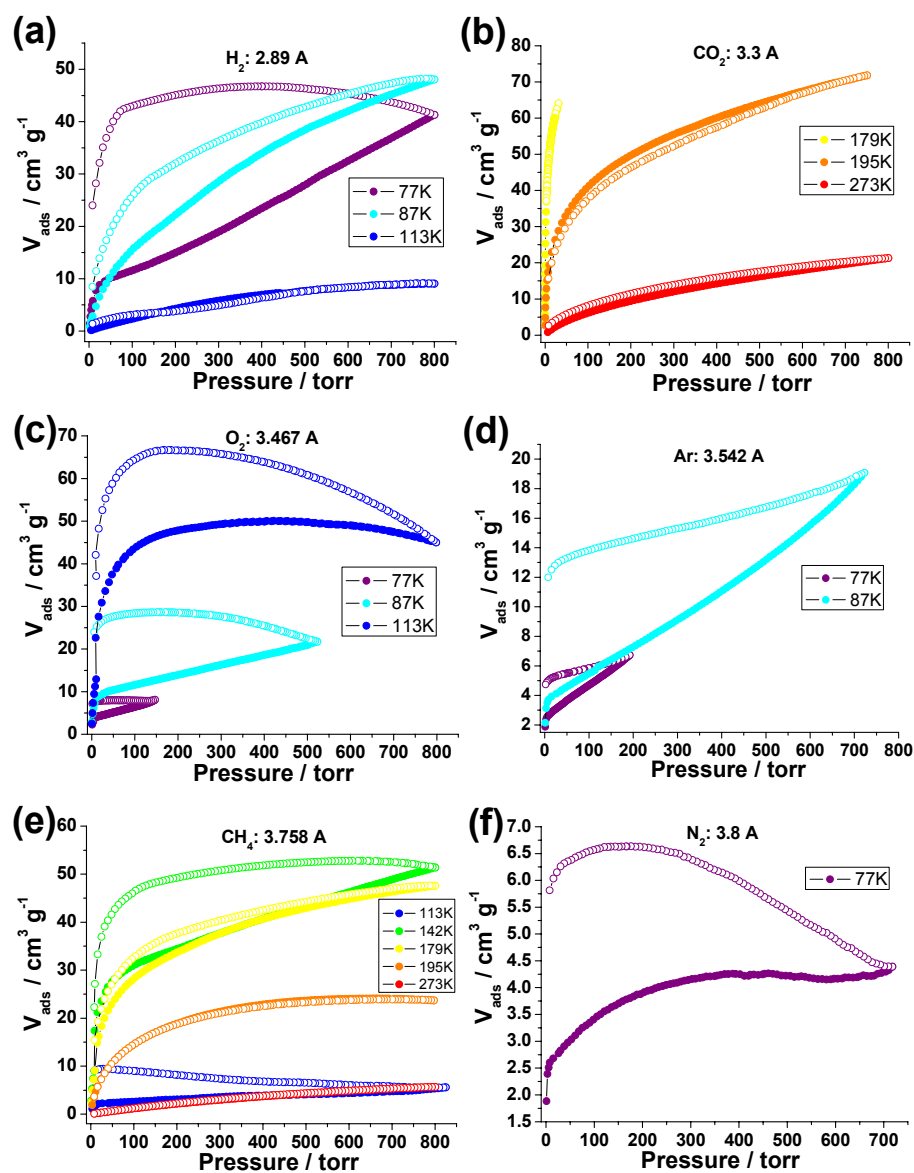 (a)
H₂: 2.89 A
V_ads / cm³ g⁻¹
50
40
30
20
10
0
77K
87K
113K
0 100 200 300 400 500 600 700 800
Pressure / torr
(b)
CO₂: 3.3 A
V_ads / cm³ g⁻¹
80
70
60
50
40
30
20
10
0
179K
195K
273K
0 100 200 300 400 500 600 700 800
Pressure / torr
(c)
O₂: 3.467 A
V_ads / cm³ g⁻¹
70
60
50
40
30
20
10
0
77K
87K
113K
0 100 200 300 400 500 600 700 800
Pressure / torr
(d)
Ar: 3.542 A
V_ads / cm³ g⁻¹
20
18
16
14
12
10
8
6
4
2
77K
87K
0 100 200 300 400 500 600 700 800
Pressure / torr
(e)
CH₄: 3.758 A
V_ads / cm³ g⁻¹
60
50
40
30
20
10
0
113K
142K
179K
195K
273K
0 100 200 300 400 500 600 700 800
Pressure / torr
(f)
N₂: 3.8 A
V_ads / cm³ g⁻¹
7.0
6.5
6.0
5.5
5.0
4.5
4.0
3.5
3.0
2.5
2.0
1.5
77K
0 100 200 300 400 500 600 700
Pressure / torr